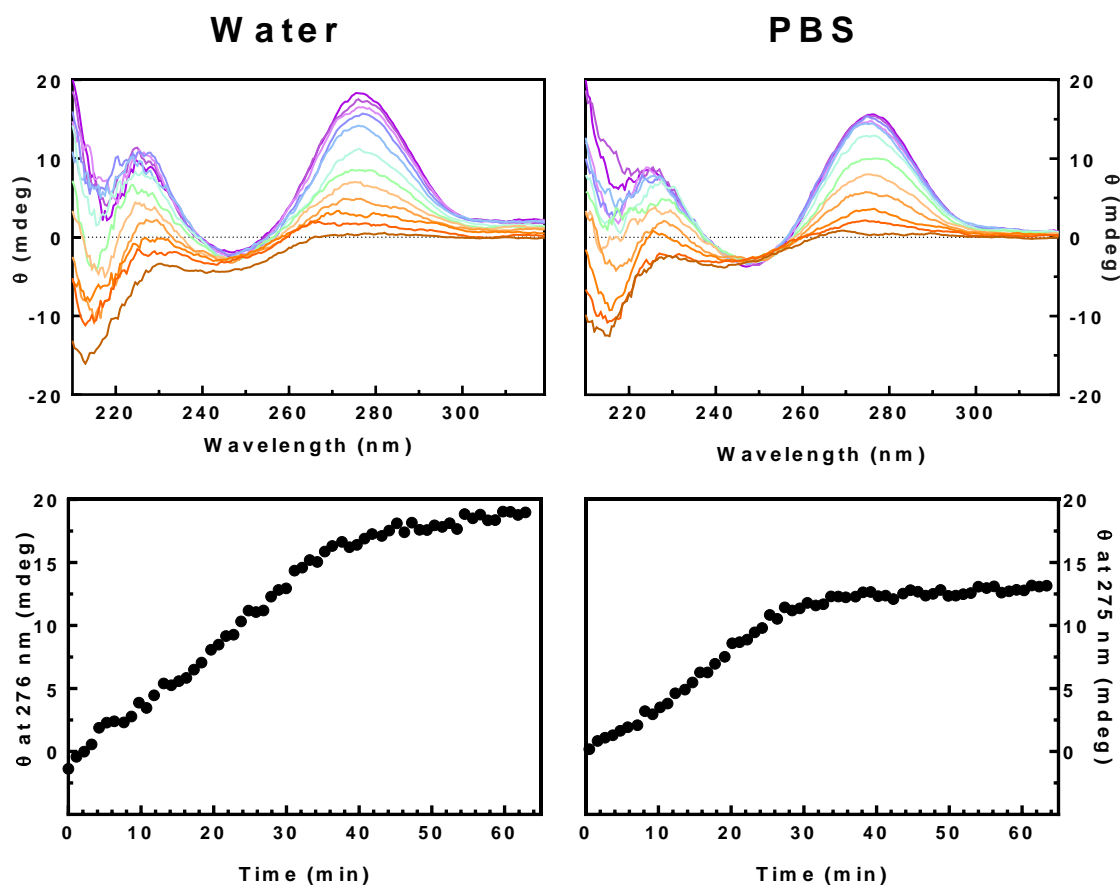 Water PBS
20 20
10 10
0 0
-10 -10
-20 -20
θ (mdeg) θ (mdeg)
220 240 260 280 300 220 240 260 280 300
Wavelength (nm) Wavelength (nm)
20 20
15 15
10 10
5 5
0 0
θ at 276 nm (mdeg) θ at 275 nm (mdeg)
0 10 20 30 40 50 60 0 10 20 30 40 50 60
Time (min) Time (min)